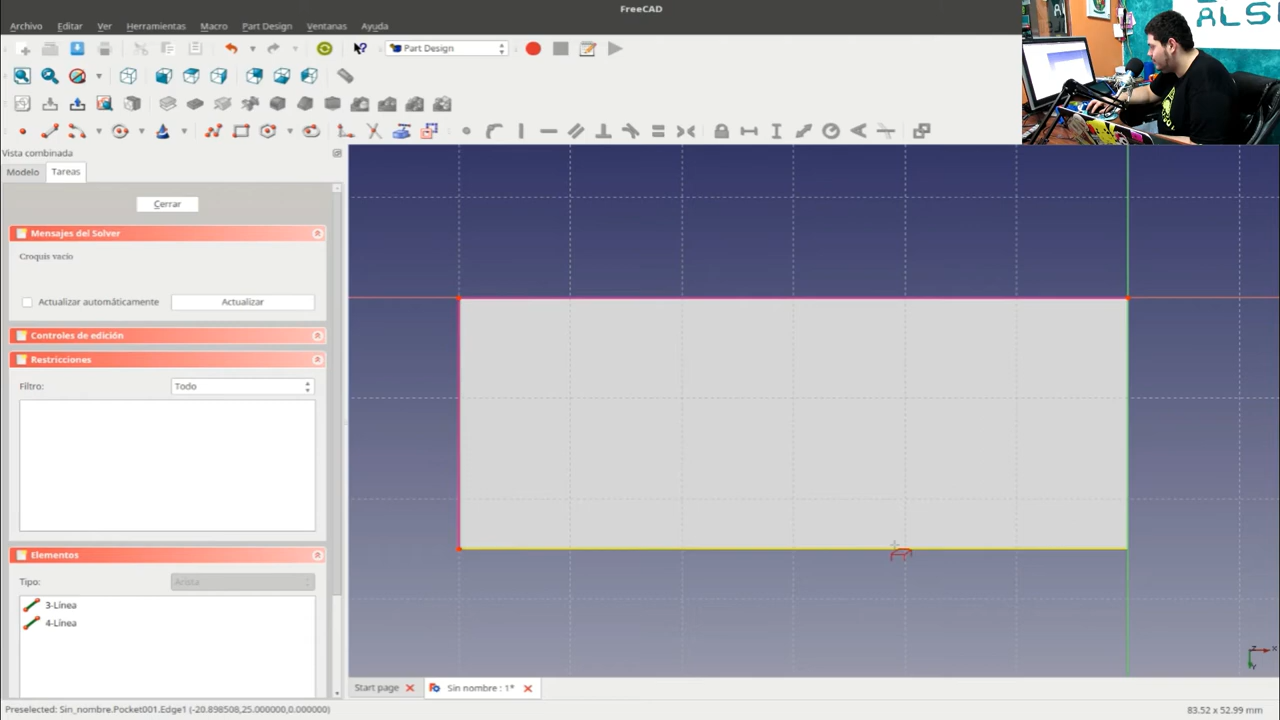 FreeCAD
Archivo Editar Ver Herramientas Macro Part Design Ventanas Ayuda
ALS
Part Design
Vista combinada
Modelo Tareas
Cerrar
Mensajes del Solver
Croquis vacío
Actualizar automáticamente Actualizar
Controles de edición
Restricciones
Filtro: Todo
Elementos
Tipo: Arista
3-Línea
4-Línea
Start page Sin nombre : 1*
Preselected: Sin_nombre.Pocket001.Edge1 (-20.898508,25.000000,0.000000) 83.52 x 52.99 mm